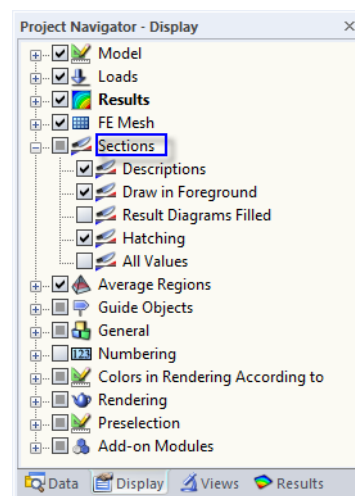 Project Navigator - Display
Model
Loads
Results
FE Mesh
Sections
Descriptions
Draw in Foreground
Result Diagrams Filled
Hatching
All Values
Average Regions
Guide Objects
General
123 Numbering
Colors in Rendering According to
Rendering
Preselection
Add-on Modules
Data Display Views Results